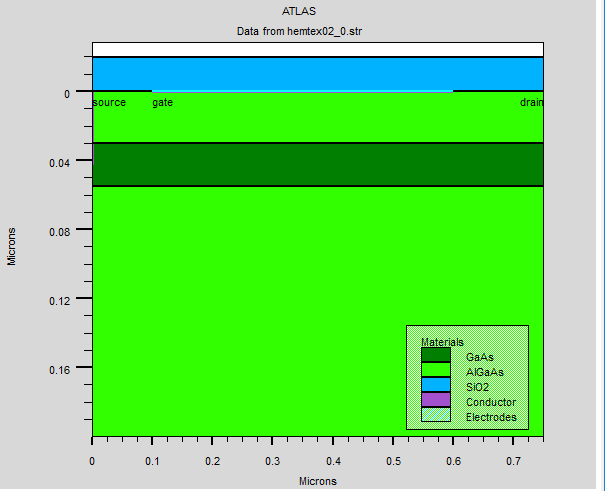 ATLAS
Data from hemtex02_0.str
0
source
gate
drain
0.04
0.08
0.12
0.16
Microns
Materials
GaAs
AlGaAs
SiO2
Conductor
Electrodes
0
0.1
0.2
0.3
0.4
0.5
0.6
0.7
Microns